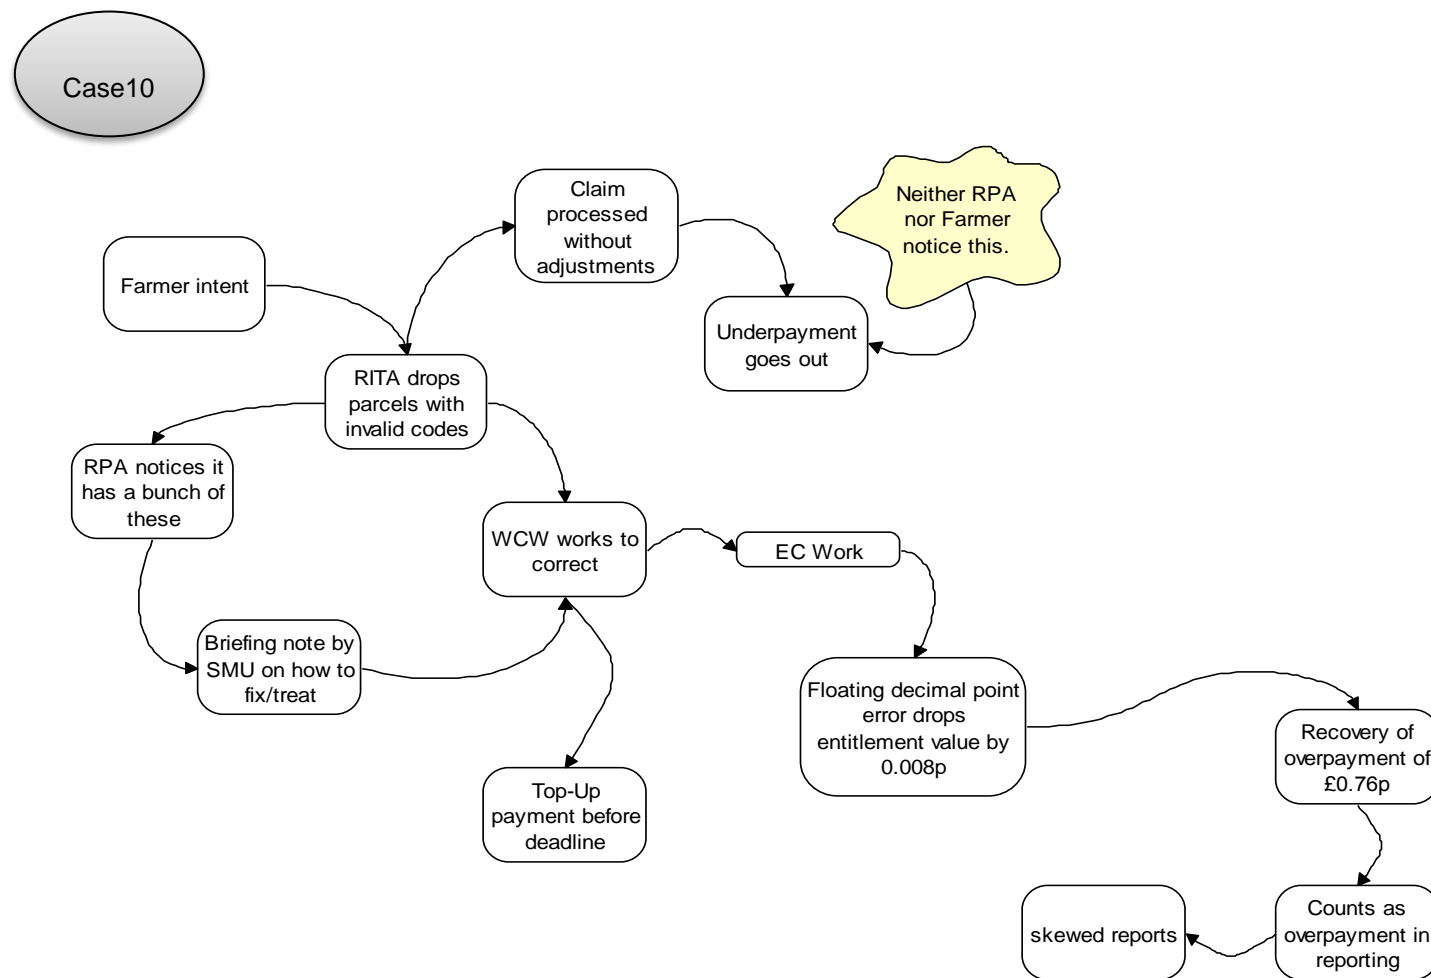 Case10
Claim
processed
without
adjustments
Neither RPA
nor Farmer
notice this.
Farmer intent
Underpayment
goes out
RITA drops
parcels with
invalid codes
RPA notices it
has a bunch of
these
WCW works to
correct
EC Work
Briefing note by
SMU on how to
fix/treat
Floating decimal point
error drops
entitlement value by
0.008p
Recovery of
overpayment of
£0.76p
Top-Up
payment before
deadline
skewed reports
Counts as
overpayment in
reporting